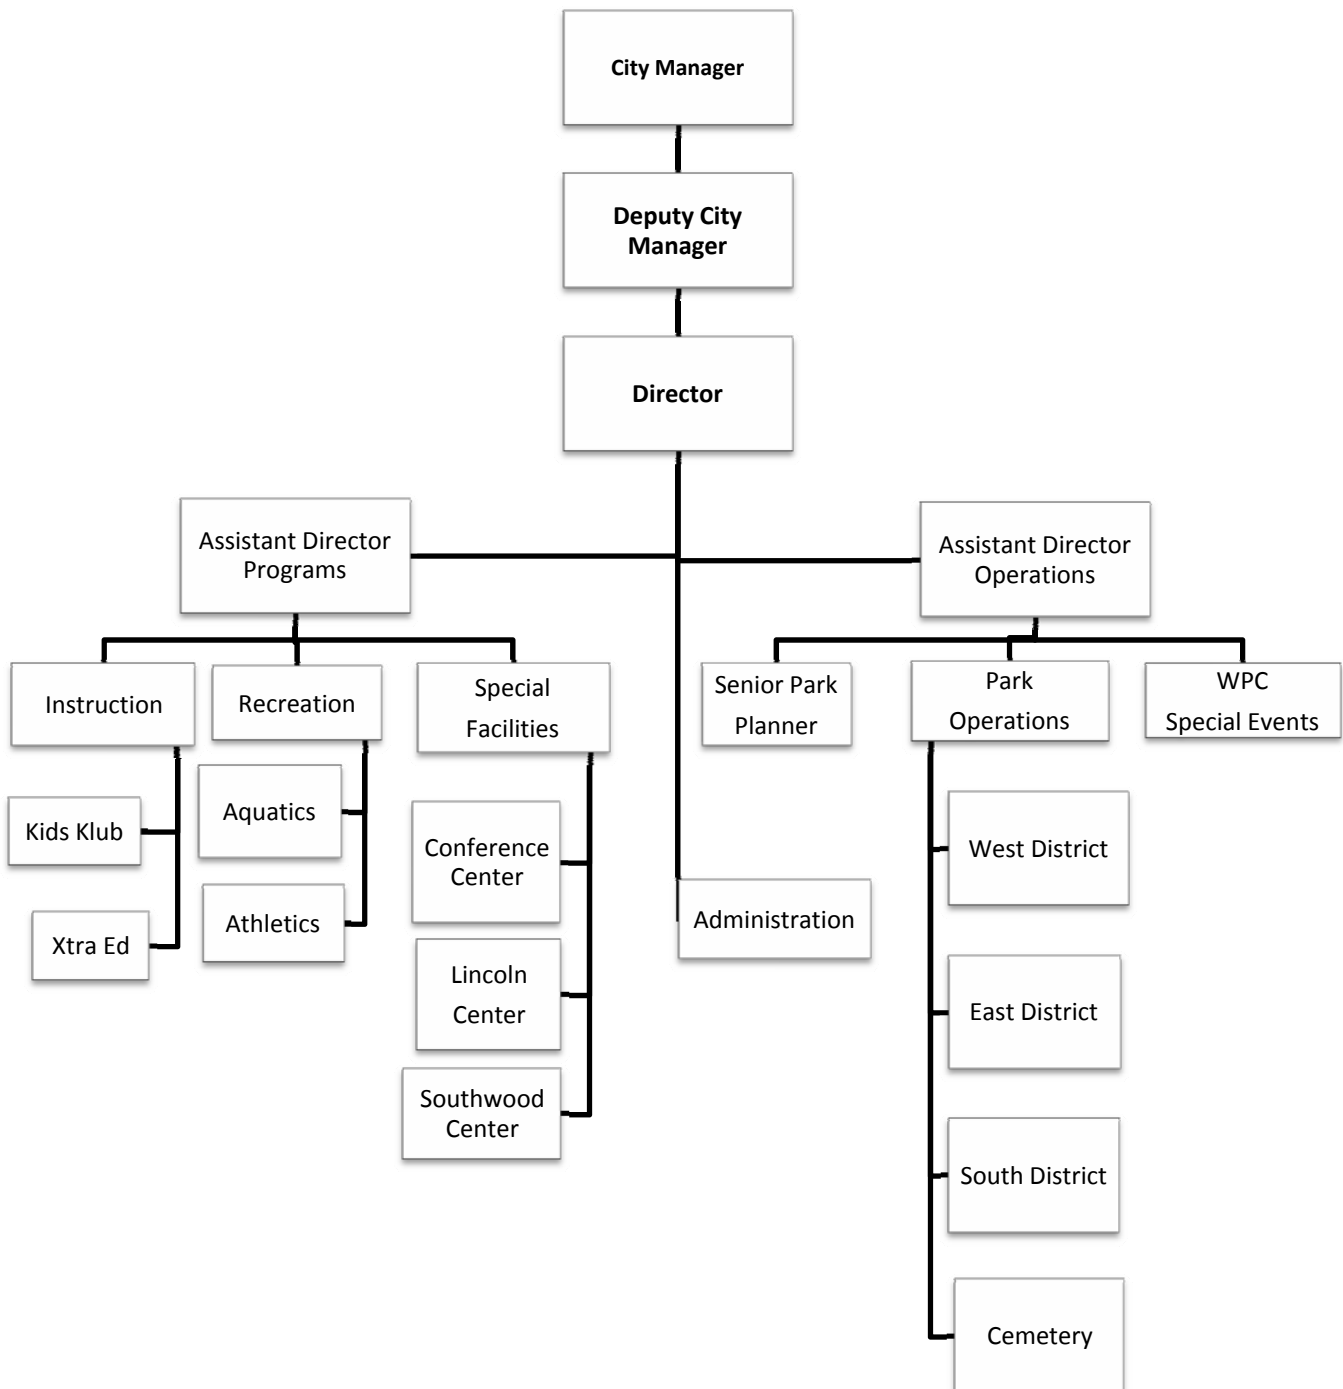 City Manager
Deputy City
Manager
Director
Assistant Director
Programs
Assistant Director
Operations
Instruction
Recreation
Special
Facilities
Senior Park
Planner
Park
Operations
WPC
Special Events
Kids Klub
Xtra Ed
Aquatics
Athletics
Conference
Center
Lincoln
Center
Southwood
Center
Administration
West District
East District
South District
Cemetery